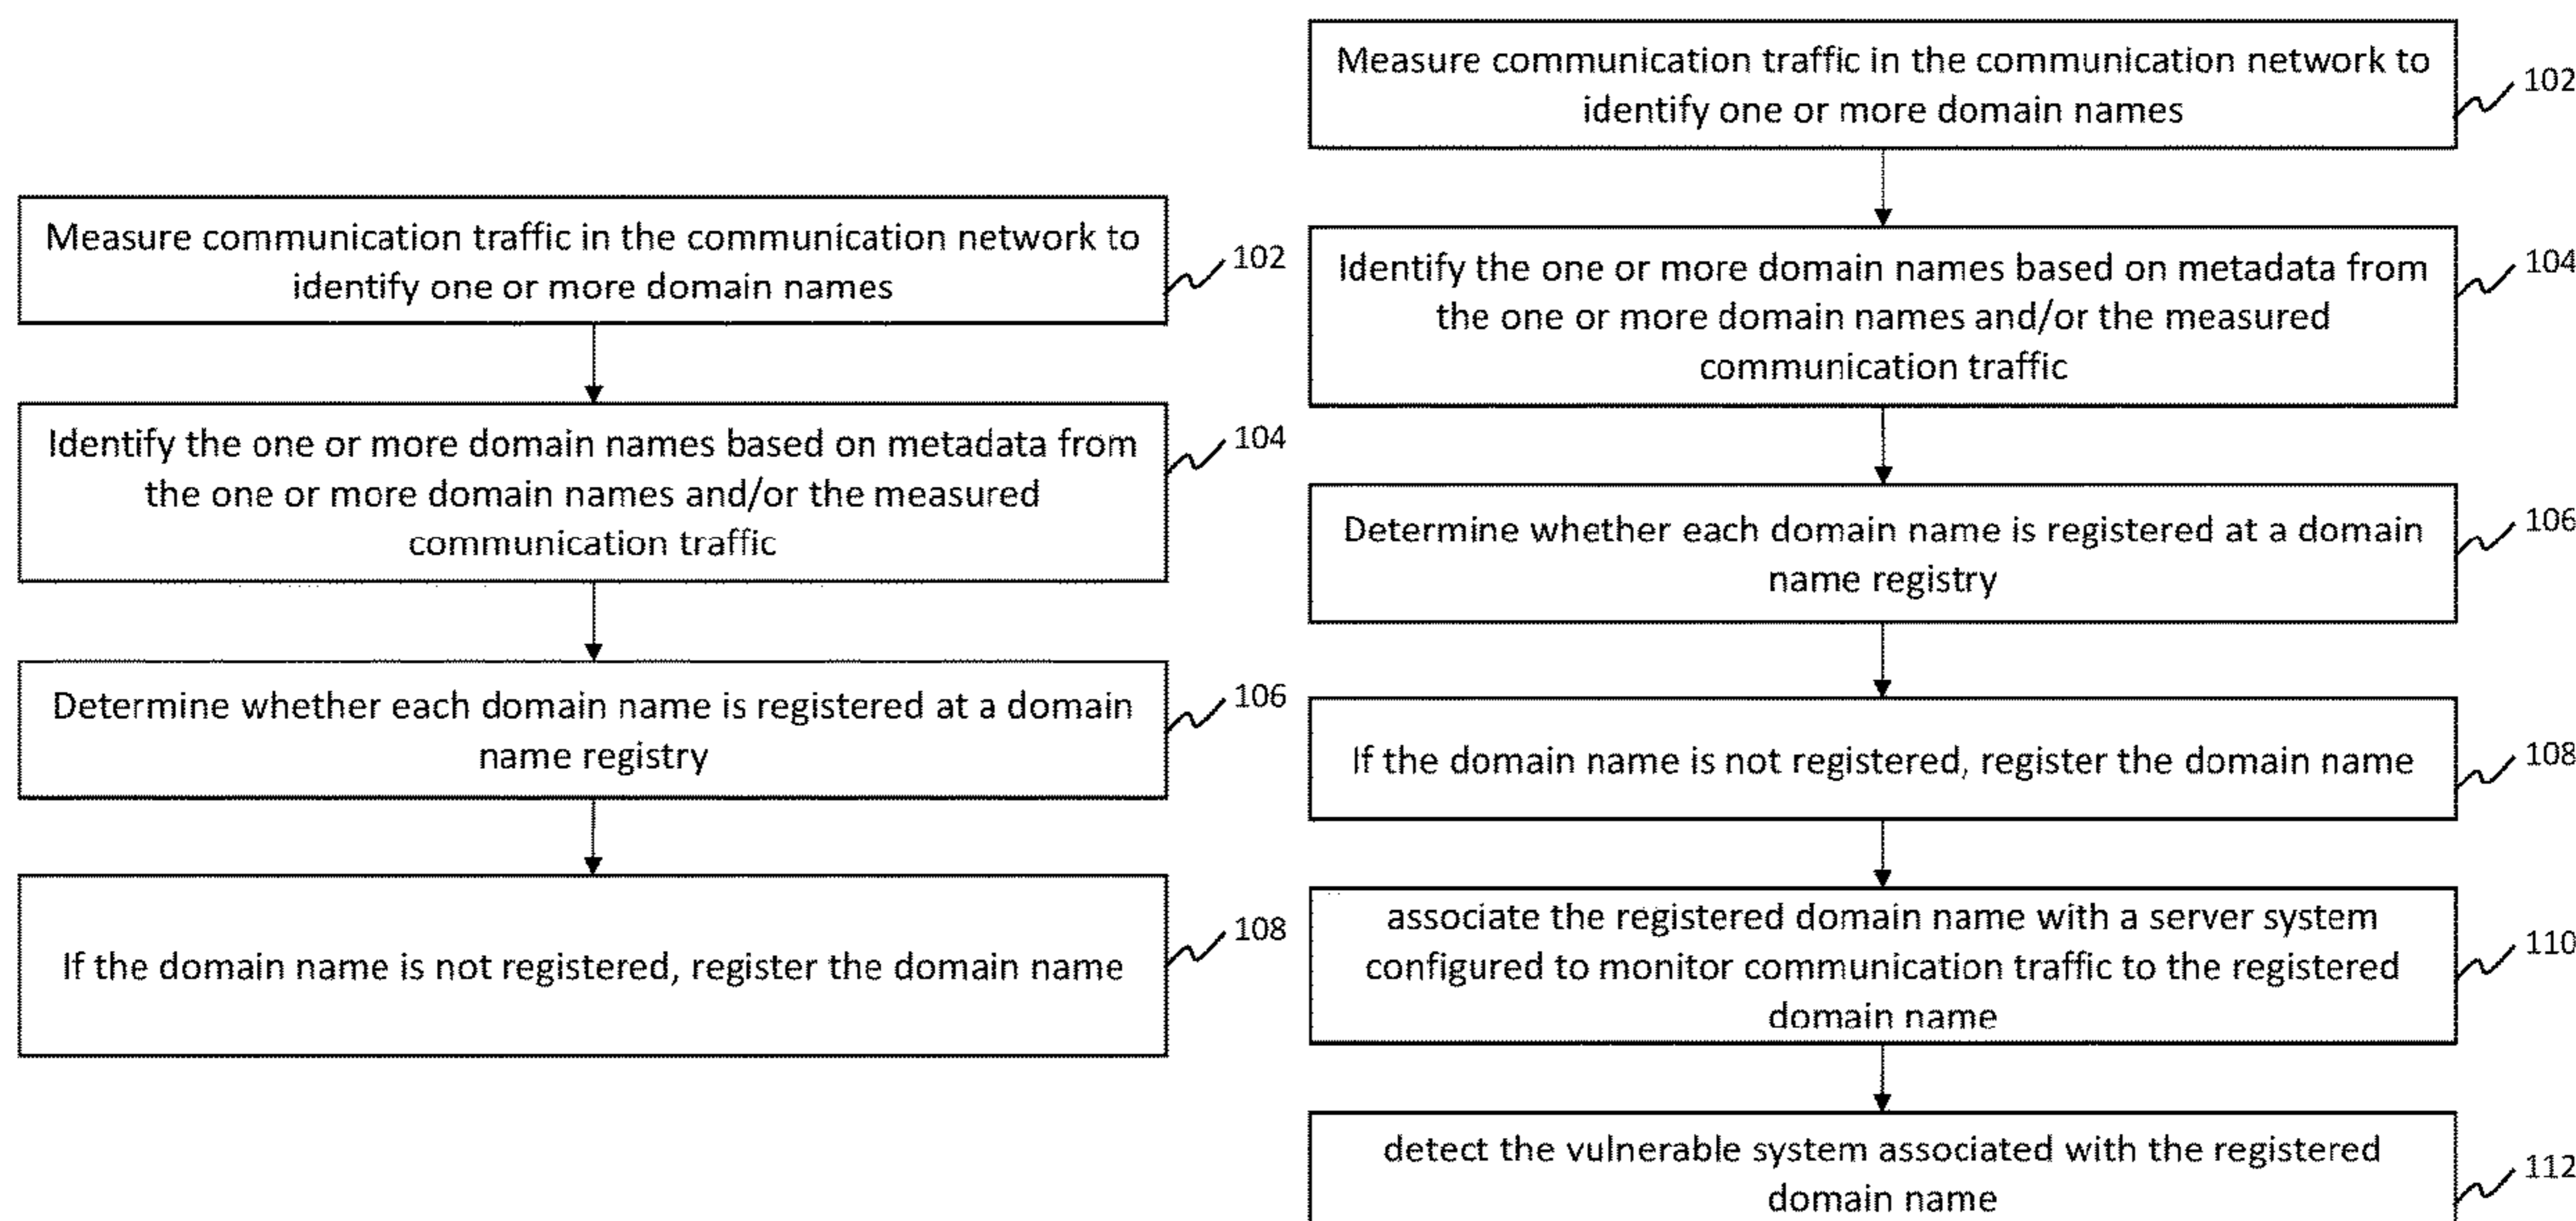 Measure communication traffic in the communication network to
identify one or more domain names
102
Identify the one or more domain names based on metadata from
the one or more domain names and/or the measured
communication traffic
104
Determine whether each domain name is registered at a domain
name registry
106
If the domain name is not registered, register the domain name
108
Measure communication traffic in the communication network to
identify one or more domain names
102
Identify the one or more domain names based on metadata from
the one or more domain names and/or the measured
communication traffic
104
Determine whether each domain name is registered at a domain
name registry
106
If the domain name is not registered, register the domain name
108
associate the registered domain name with a server system
configured to monitor communication traffic to the registered
domain name
110
detect the vulnerable system associated with the registered
domain name
112